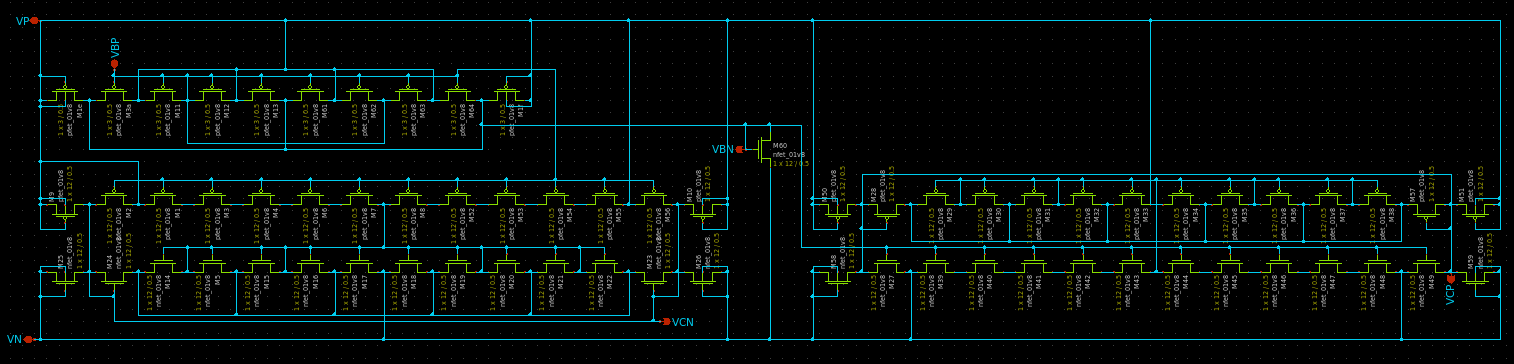 VP
VBP
1 x 3 / 0.5
pfet_01v8
M1e
1 x 3 / 0.5
pfet_01v8
M3a
1 x 3 / 0.5
pfet_01v8
M11
1 x 3 / 0.5
pfet_01v8
M12
1 x 3 / 0.5
pfet_01v8
M13
1 x 3 / 0.5
pfet_01v8
M61
1 x 3 / 0.5
pfet_01v8
M62
1 x 3 / 0.5
pfet_01v8
M63
1 x 3 / 0.5
pfet_01v8
M64
1 x 3 / 0.5
pfet_01v8
VBN
M60
nfet_01v8
1 x 12 / 0.5
M9
nfet_01v8
1 x 12 / 0.5
1 x 12 / 0.5
nfet_01v8
M2
1 x 12 / 0.5
nfet_01v8
M1
1 x 12 / 0.5
nfet_01v8
M3
1 x 12 / 0.5
nfet_01v8
M4
1 x 12 / 0.5
nfet_01v8
M6
1 x 12 / 0.5
nfet_01v8
M7
1 x 12 / 0.5
nfet_01v8
M8
1 x 12 / 0.5
nfet_01v8
M52
1 x 12 / 0.5
nfet_01v8
M53
1 x 12 / 0.5
nfet_01v8
M54
1 x 12 / 0.5
nfet_01v8
M55
1 x 12 / 0.5
nfet_01v8
M56
M10
nfet_01v8
1 x 12 / 0.5
M50
nfet_01v8
1 x 12 / 0.5
M28
nfet_01v8
1 x 12 / 0.5
1 x 12 / 0.5
pfet_01v8
M29
1 x 12 / 0.5
pfet_01v8
M30
1 x 12 / 0.5
pfet_01v8
M31
1 x 12 / 0.5
pfet_01v8
M32
1 x 12 / 0.5
pfet_01v8
M33
1 x 12 / 0.5
pfet_01v8
M34
1 x 12 / 0.5
pfet_01v8
M35
1 x 12 / 0.5
pfet_01v8
M36
1 x 12 / 0.5
pfet_01v8
M37
1 x 12 / 0.5
pfet_01v8
M38
M57
pfet_01v8
1 x 12 / 0.5
M51
pfet_01v8
1 x 12 / 0.5
M25
nfet_01v8
1 x 12 / 0.5
M24
nfet_01v8
1 x 12 / 0.5
1 x 12 / 0.5
nfet_01v8
M14
1 x 12 / 0.5
nfet_01v8
M5
1 x 12 / 0.5
nfet_01v8
M15
1 x 12 / 0.5
nfet_01v8
M16
1 x 12 / 0.5
nfet_01v8
1 x 12 / 0.5
nfet_01v8
M18
1 x 12 / 0.5
nfet_01v8
M19
1 x 12 / 0.5
nfet_01v8
M20
1 x 12 / 0.5
nfet_01v8
1 x 12 / 0.5
nfet_01v8
M22
M23
nfet_01v8
1 x 12 / 0.5
M26
nfet_01v8
1 x 12 / 0.5
M58
nfet_01v8
1 x 12 / 0.5
1 x 12 / 0.5
nfet_01v8
M27
1 x 12 / 0.5
nfet_01v8
M39
1 x 12 / 0.5
nfet_01v8
M40
1 x 12 / 0.5
nfet_01v8
M41
1 x 12 / 0.5
nfet_01v8
M42
1 x 12 / 0.5
nfet_01v8
M43
1 x 12 / 0.5
nfet_01v8
M44
1 x 12 / 0.5
nfet_01v8
M45
1 x 12 / 0.5
nfet_01v8
M46
1 x 12 / 0.5
nfet_01v8
M47
1 x 12 / 0.5
nfet_01v8
M48
1 x 12 / 0.5
nfet_01v8
M49
VCP
M59
nfet_01v8
1 x 12 / 0.5
VCN
VN